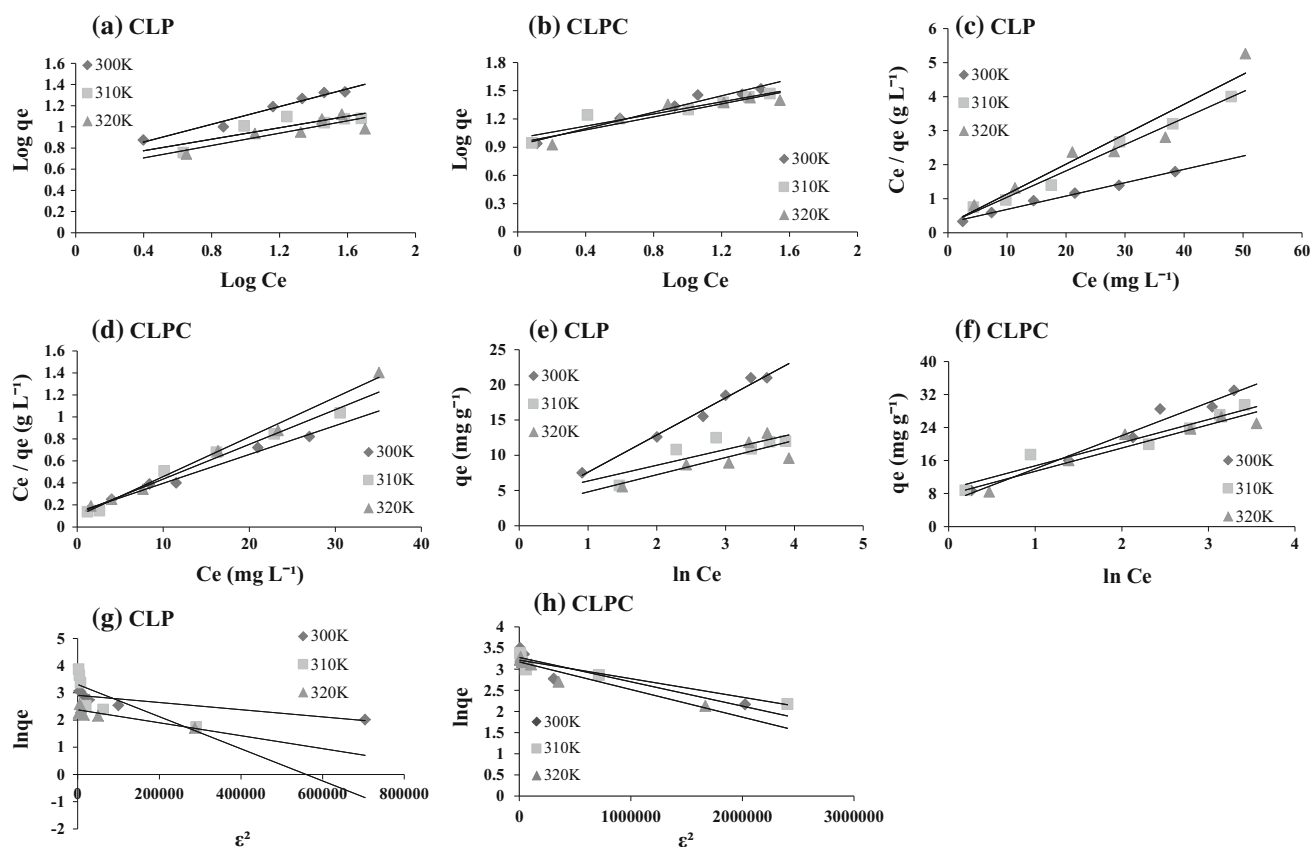 (a) CLP
1.6
1.4
1.2
1
0.8
0.6
0.4
0.2
0
Log qe
300K
310K
320K
0 0.4 0.8 1.2 1.6 2
Log Ce
(b) CLPC
1.8
1.5
1.2
0.9
0.6
0.3
0
Log qe
300K
310K
320K
0 0.4 0.8 1.2 1.6 2
Log Ce
(c) CLP
6
5
4
3
2
1
0
Ce / qe (g L⁻¹)
300K
310K
320K
0 10 20 30 40 50 60
Ce (mg L⁻¹)
(d) CLPC
1.6
1.4
1.2
1
0.8
0.6
0.4
0.2
0
Ce / qe (g L⁻¹)
300K
310K
320K
0 10 20 30 40
Ce (mg L⁻¹)
(e) CLP
25
20
15
10
5
0
qe (mg g⁻¹)
300K
310K
320K
0 1 2 3 4 5
ln Ce
(f) CLPC
40
32
24
16
8
0
qe (mg g⁻¹)
300K
310K
320K
0 1 2 3 4
ln Ce
(g) CLP
5
4
3
2
1
0
-1
-2
lnqe
300K
310K
320K
0 200000 400000 600000 800000
ε²
(h) CLPC
4
3.5
3
2.5
2
1.5
1
0.5
0
lnqe
300K
310K
320K
0 1000000 2000000 3000000
ε²